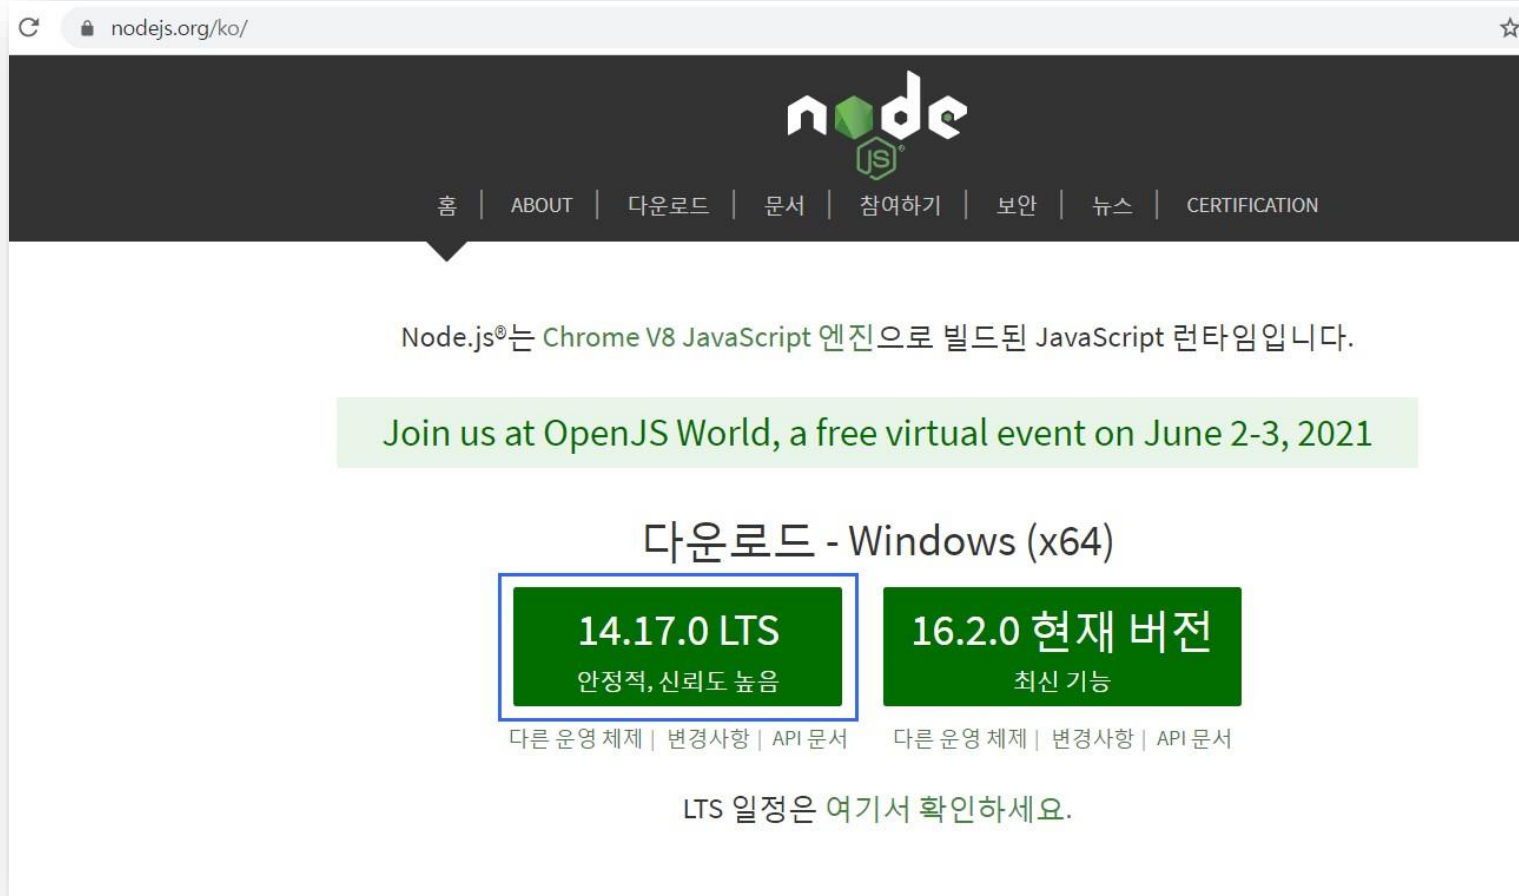 nodejs.org/ko/
node
JS®
홈 | ABOUT | 다운로드 | 문서 | 참여하기 | 보안 | 뉴스 | CERTIFICATION
Node.js®는 Chrome V8 JavaScript 엔진으로 빌드된 JavaScript 런타임입니다.
Join us at OpenJS World, a free virtual event on June 2-3, 2021
다운로드 - Windows (x64)
14.17.0 LTS
안정적, 신뢰도 높음
16.2.0 현재 버전
최신 기능
다른 운영 체제 | 변경사항 | API 문서
다른 운영 체제 | 변경사항 | API 문서
LTS 일정은 여기서 확인하세요.